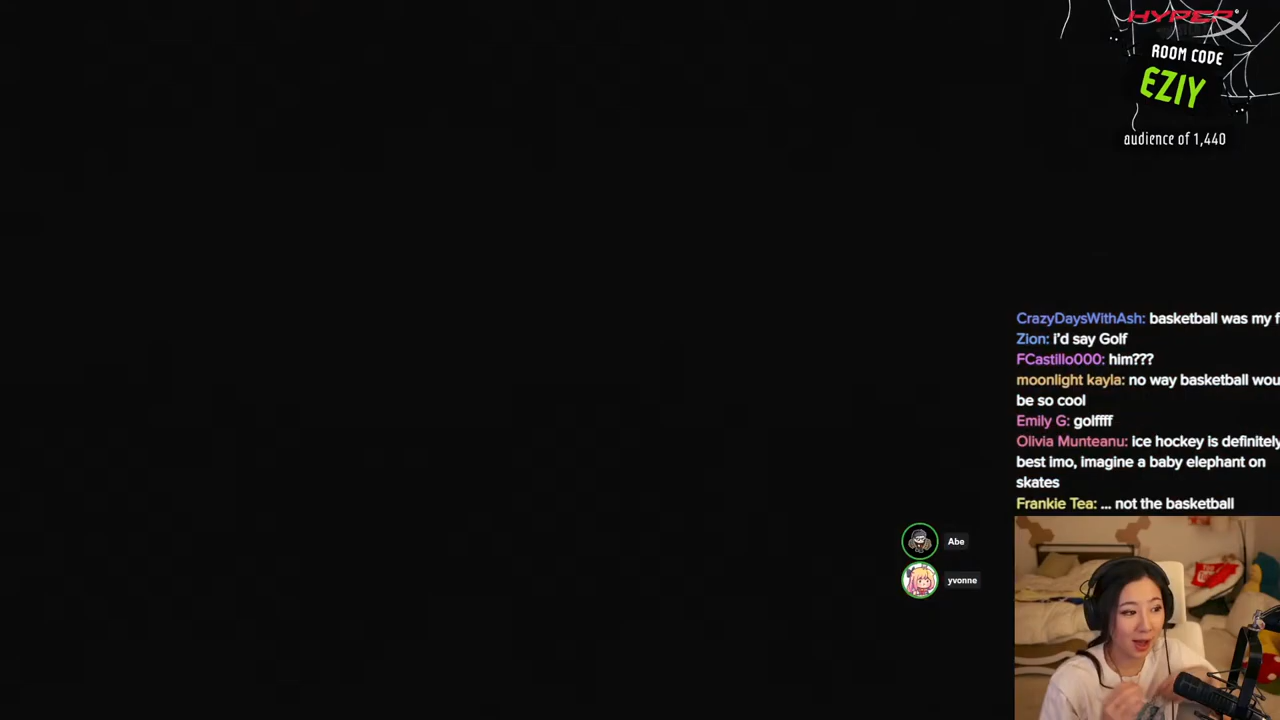 HYPERX
ROOM CODE
EZIY
audience of 1,440
CrazyDaysWithAsh: basketball was my f
Zion: i'd say Golf
FCastillo000: him???
moonlight kayla: no way basketball wou
be so cool
Emily G: golffff
Olivia Munteanu: ice hockey is definitely
best imo, imagine a baby elephant on
skates
Frankie Tea: ... not the basketball
Abe
yvonne